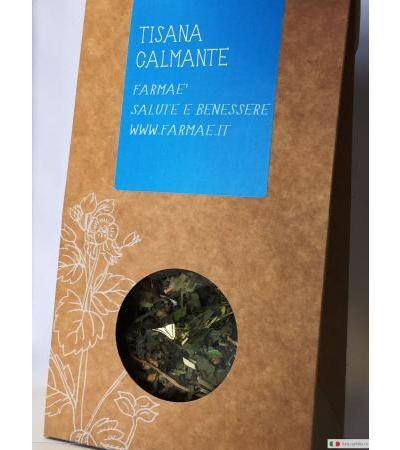 TISANA
CALMANTE
FARMAE'
SALUTE E BENESSERE
WWW.FARMAE.IT